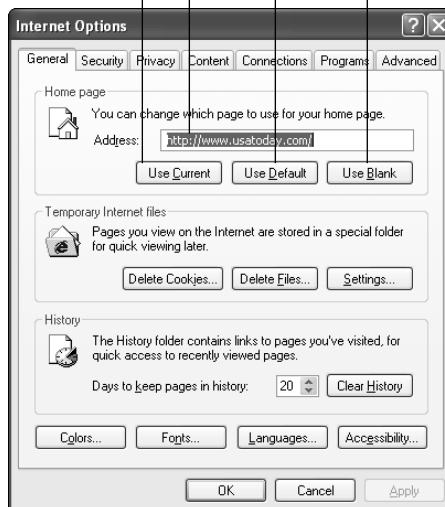 Internet Options
General Security Privacy Content Connections Programs Advanced
Home page
You can change which page to use for your home page.
Address: http://www.usatoday.com/
Use Current Use Default Use Blank
Temporary Internet files
Pages you view on the Internet are stored in a special folder
for quick viewing later.
Delete Cookies... Delete Files... Settings...
History
The History folder contains links to pages you've visited, for
quick access to recently viewed pages.
Days to keep pages in history: 20 Clear History
Colors... Fonts... Languages... Accessibility...
OK Cancel Apply